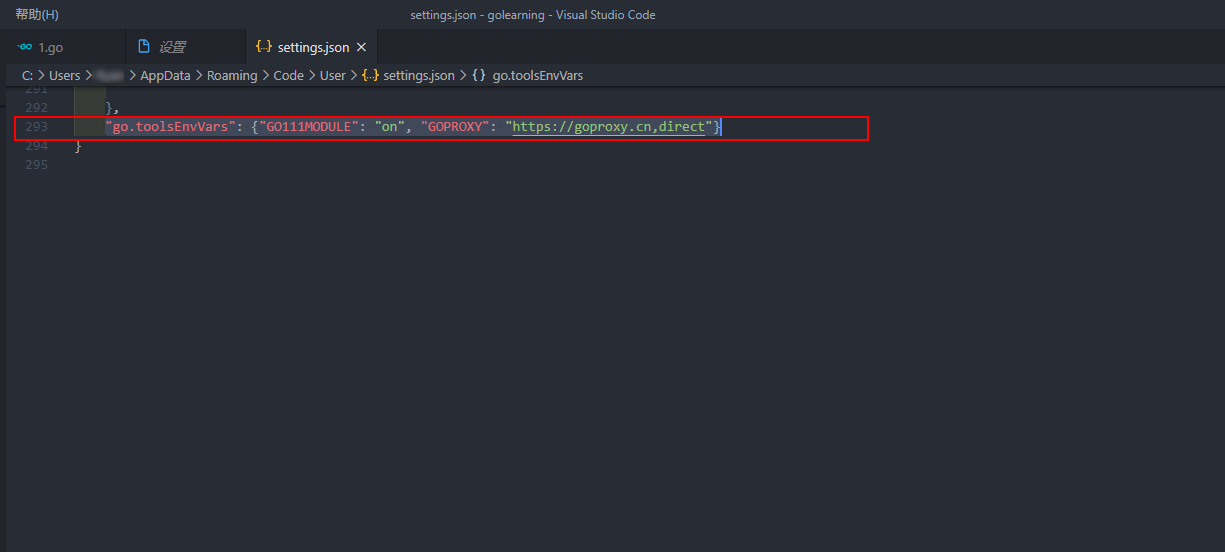 帮助(H) settings.json - golearning - Visual Studio Code
1.go 设置 settings.json
C: > Users > > AppData > Roaming > Code > User > {..} settings.json > {} go.toolsEnvVars
291
292 },
293 "go.toolsEnvVars": {"GO111MODULE": "on", "GOPROXY": "https://goproxy.cn,direct"}
294 }
295